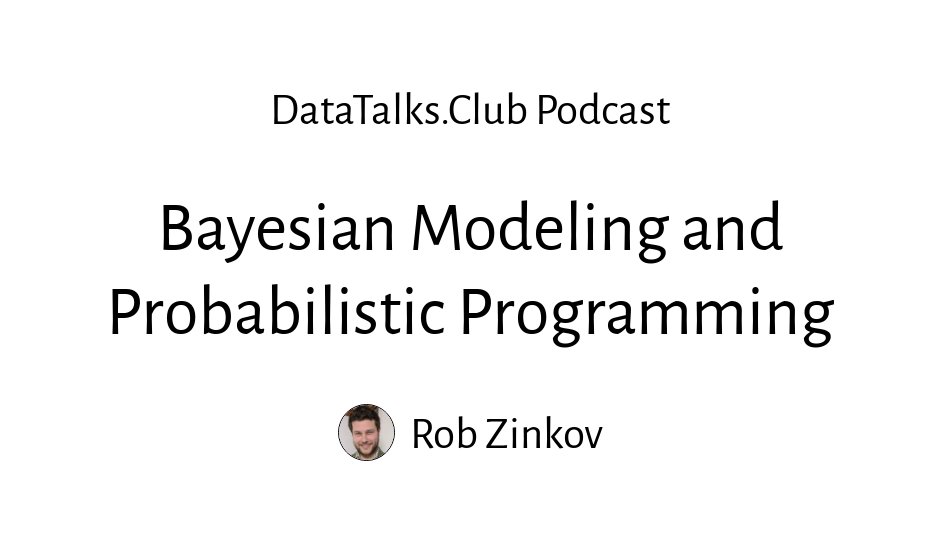 DataTalks.Club Podcast
Bayesian Modeling and
Probabilistic Programming
Rob Zinkov